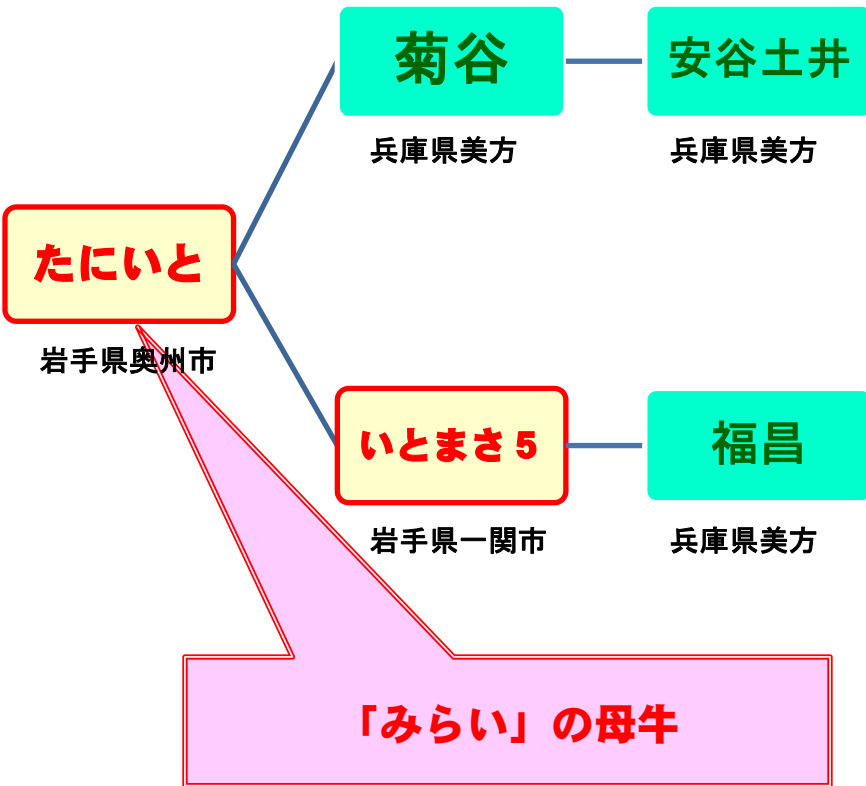 菊谷
安谷土井
兵庫県美方
兵庫県美方
たにいと
岩手県奥州市
いとまさ５
福昌
岩手県一関市
兵庫県美方
「みらい」の母牛